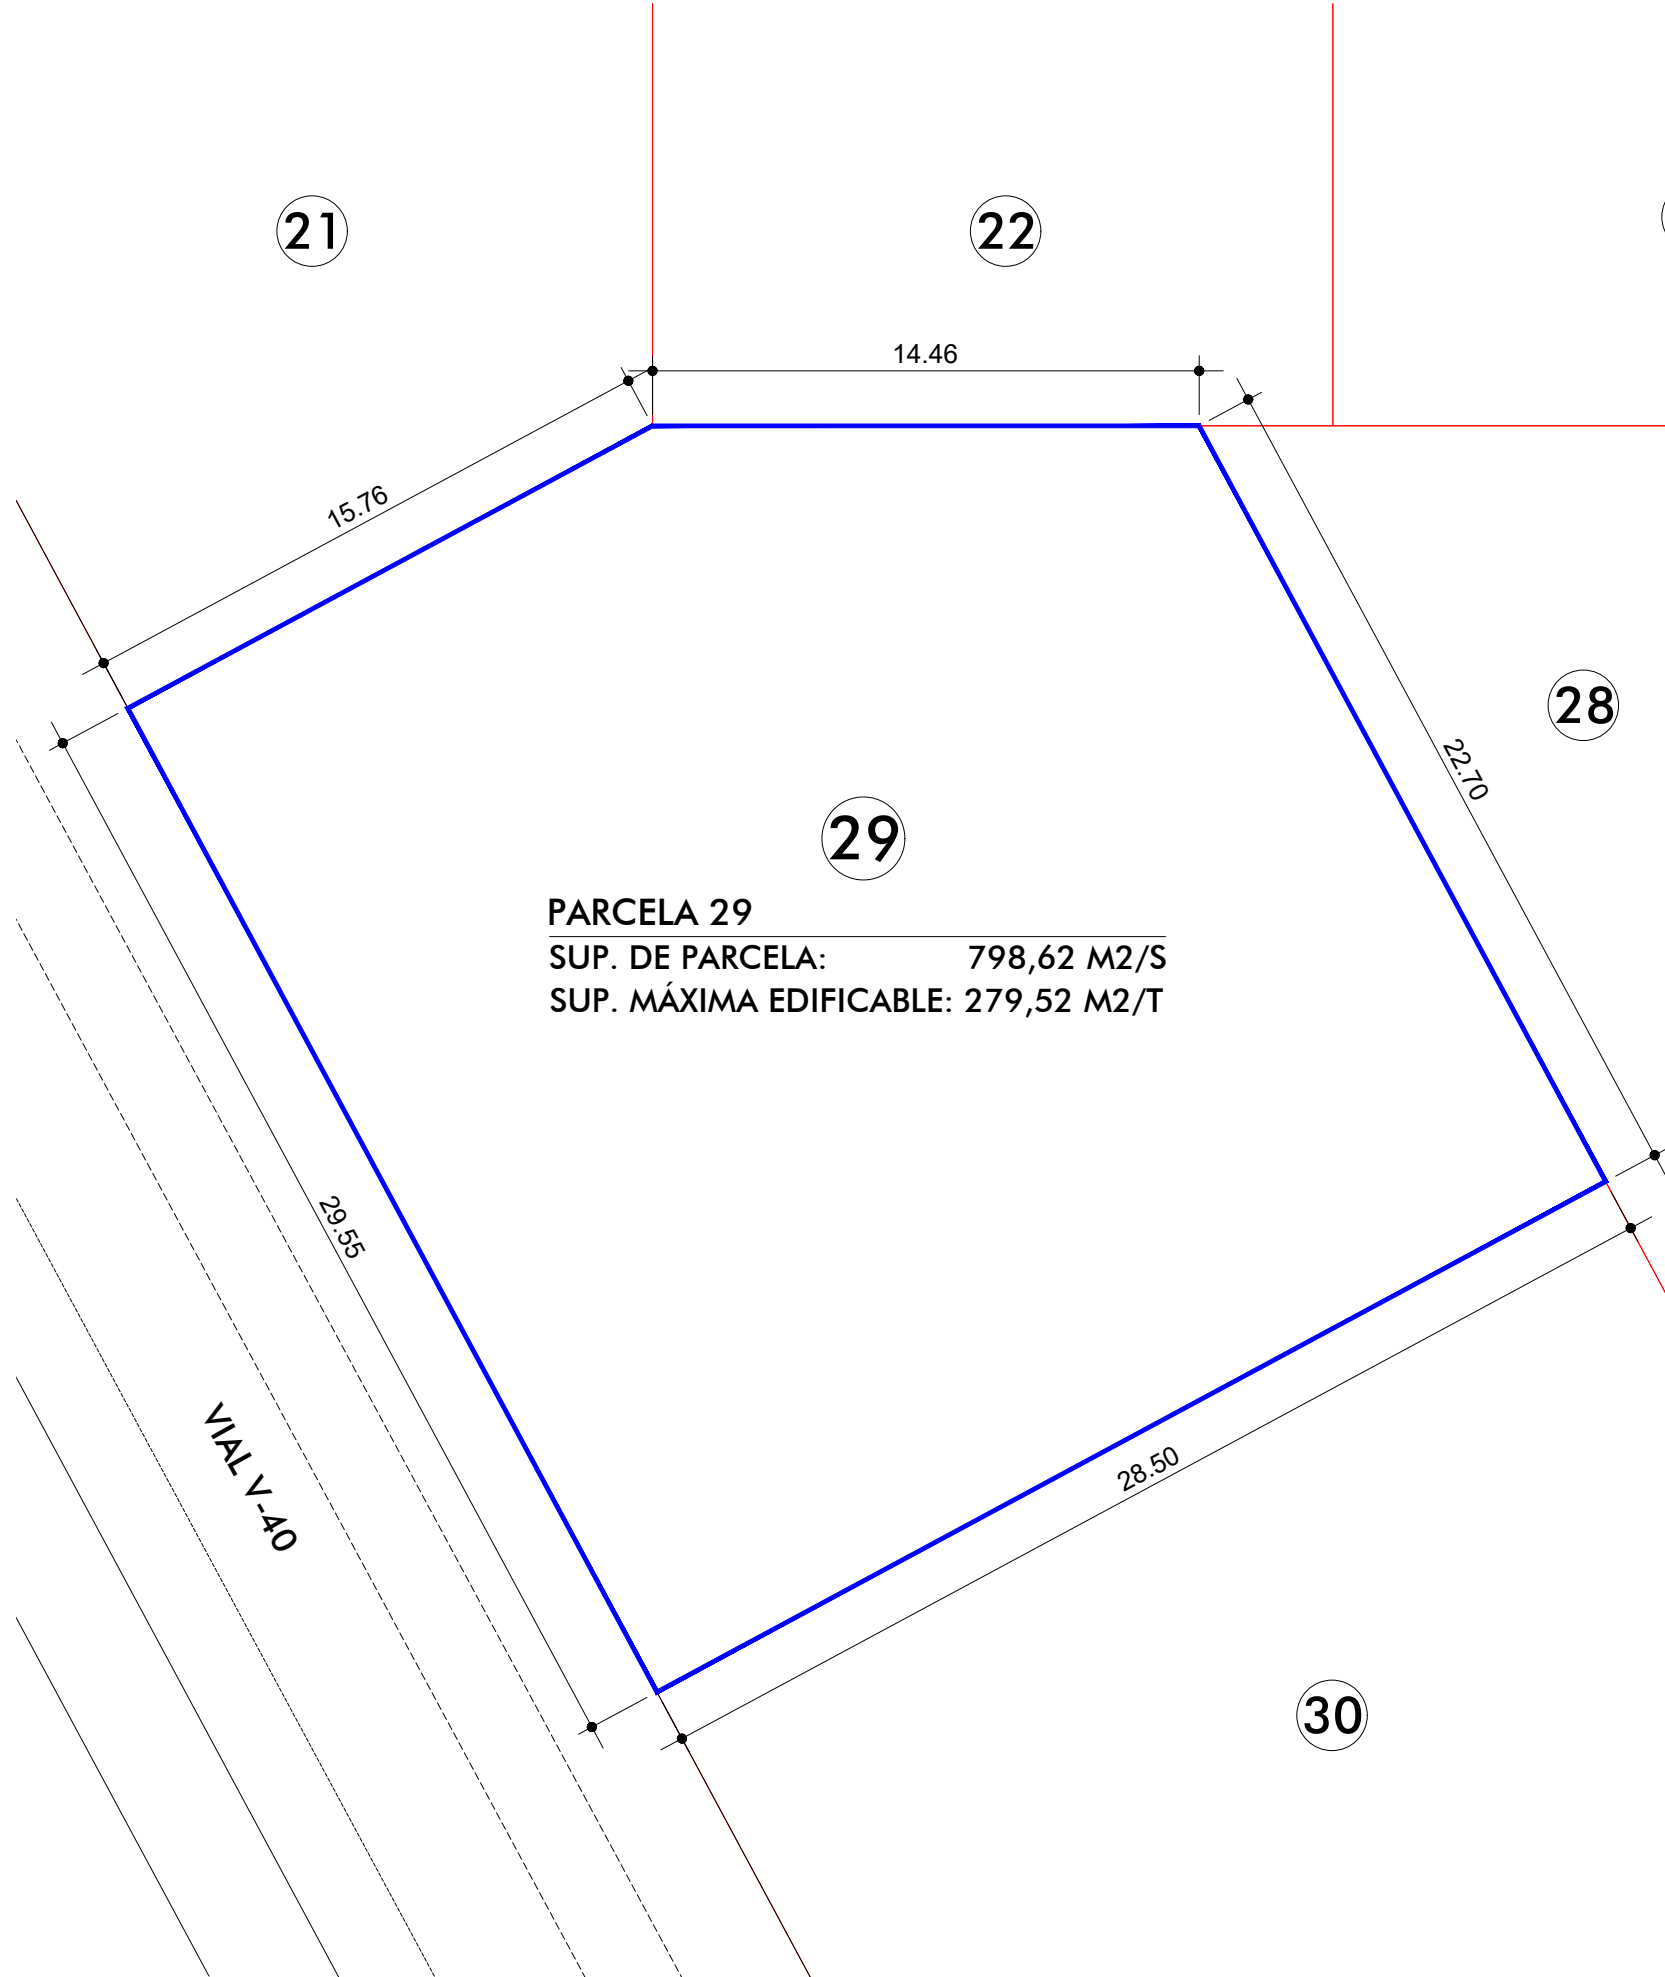 21
22
14.46
15.76
28
22.70
29
PARCELA 29
SUP. DE PARCELA: 798,62 M2/S
SUP. MÁXIMA EDIFICABLE: 279,52 M2/T
29.55
VIAL V-40
28.50
30